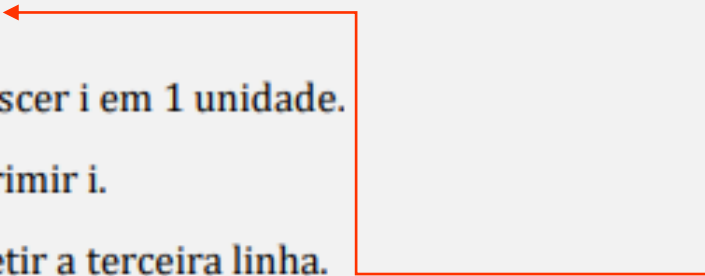 scer i em 1 unidade.
rimir i.
etir a terceira linha.